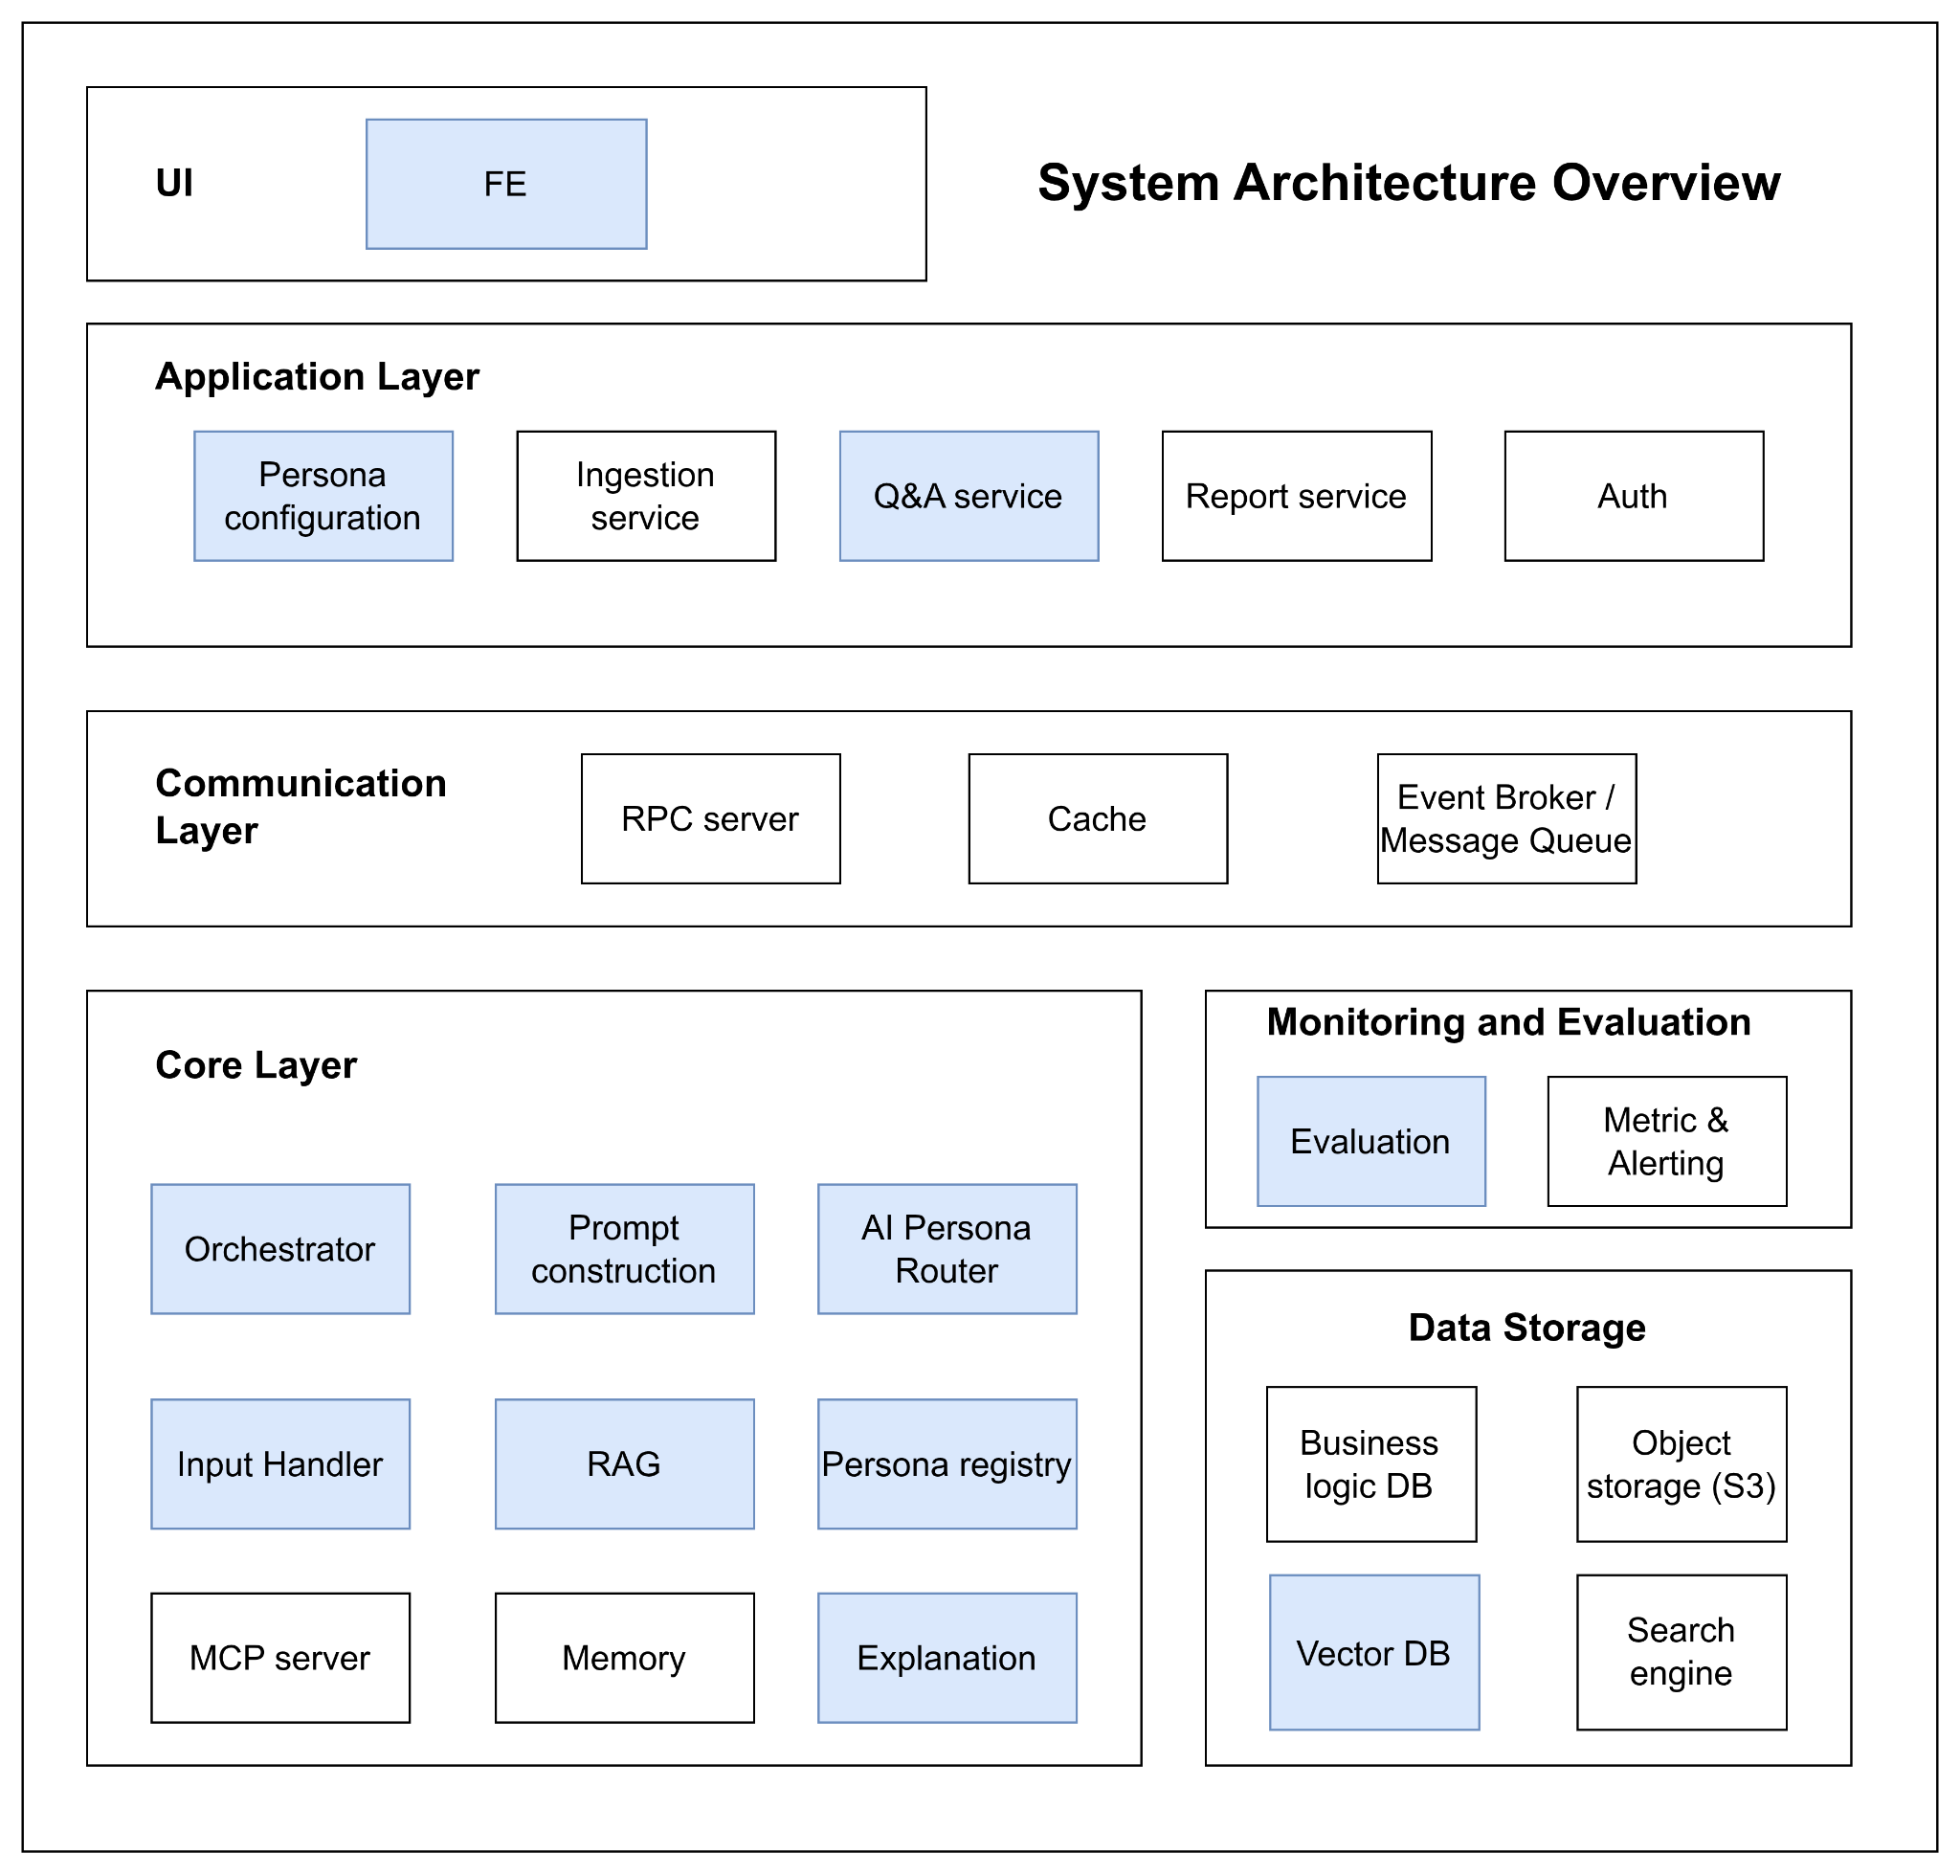 UI
FE
System Architecture Overview
Application Layer
Persona
configuration
Ingestion
service
Q&A service
Report service
Auth
Communication
Layer
RPC server
Cache
Event Broker /
Message Queue
Core Layer
Orchestrator
Prompt
construction
AI Persona
Router
Input Handler
RAG
Persona registry
MCP server
Memory
Explanation
Monitoring and Evaluation
Evaluation
Metric &
Alerting
Data Storage
Business
logic DB
Object
storage (S3)
Vector DB
Search
engine